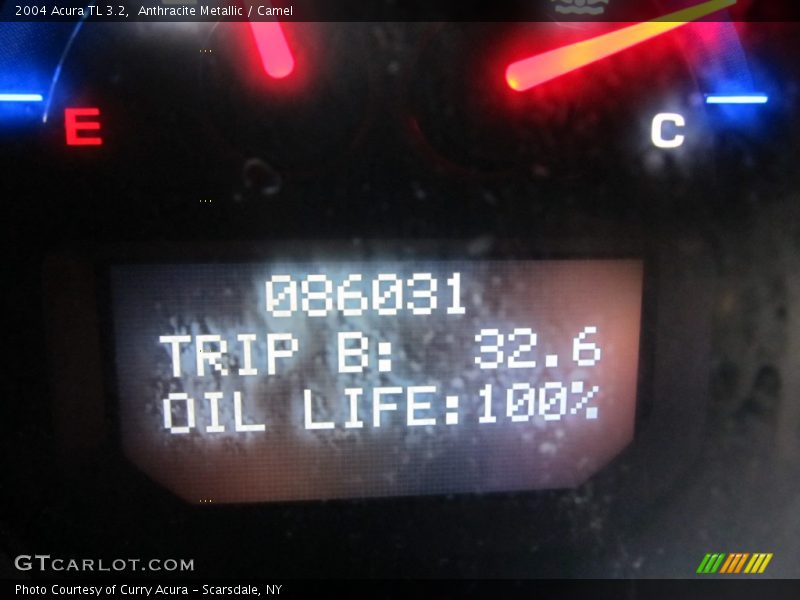 2004 Acura TL 3.2,  Anthracite Metallic / Camel
E
C
086031
TRIP B: 32.6
OIL LIFE:100%
GTCARLOT.COM
Photo Courtesy of Curry Acura - Scarsdale, NY